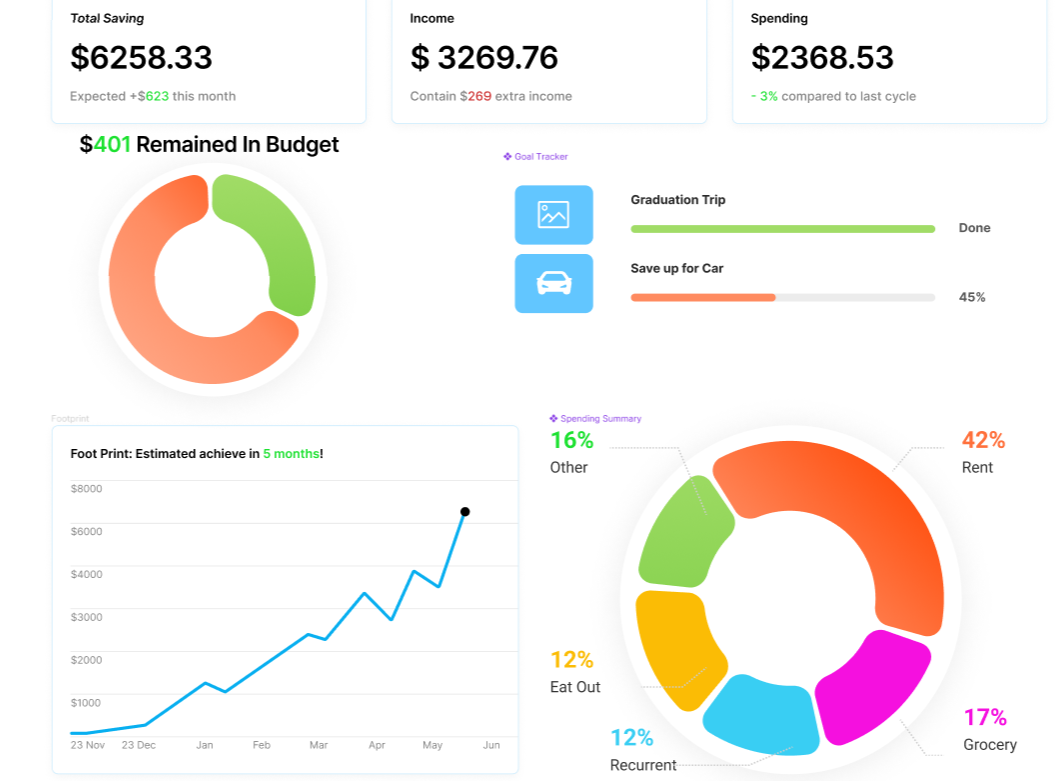 Total Saving
$6258.33
Expected +$623 this month
Income
$ 3269.76
Contain $269 extra income
Spending
$2368.53
- 3% compared to last cycle
$401 Remained In Budget
Goal Tracker
Graduation Trip
Done
Save up for Car
45%
Footprint
Foot Print: Estimated achieve in 5 months!
$8000
$6000
$4000
$3000
$2000
$1000
23 Nov 23 Dec Jan Feb Mar Apr May Jun
Spending Summary
16%
Other
42%
Rent
12%
Eat Out
12%
Recurrent
17%
Grocery